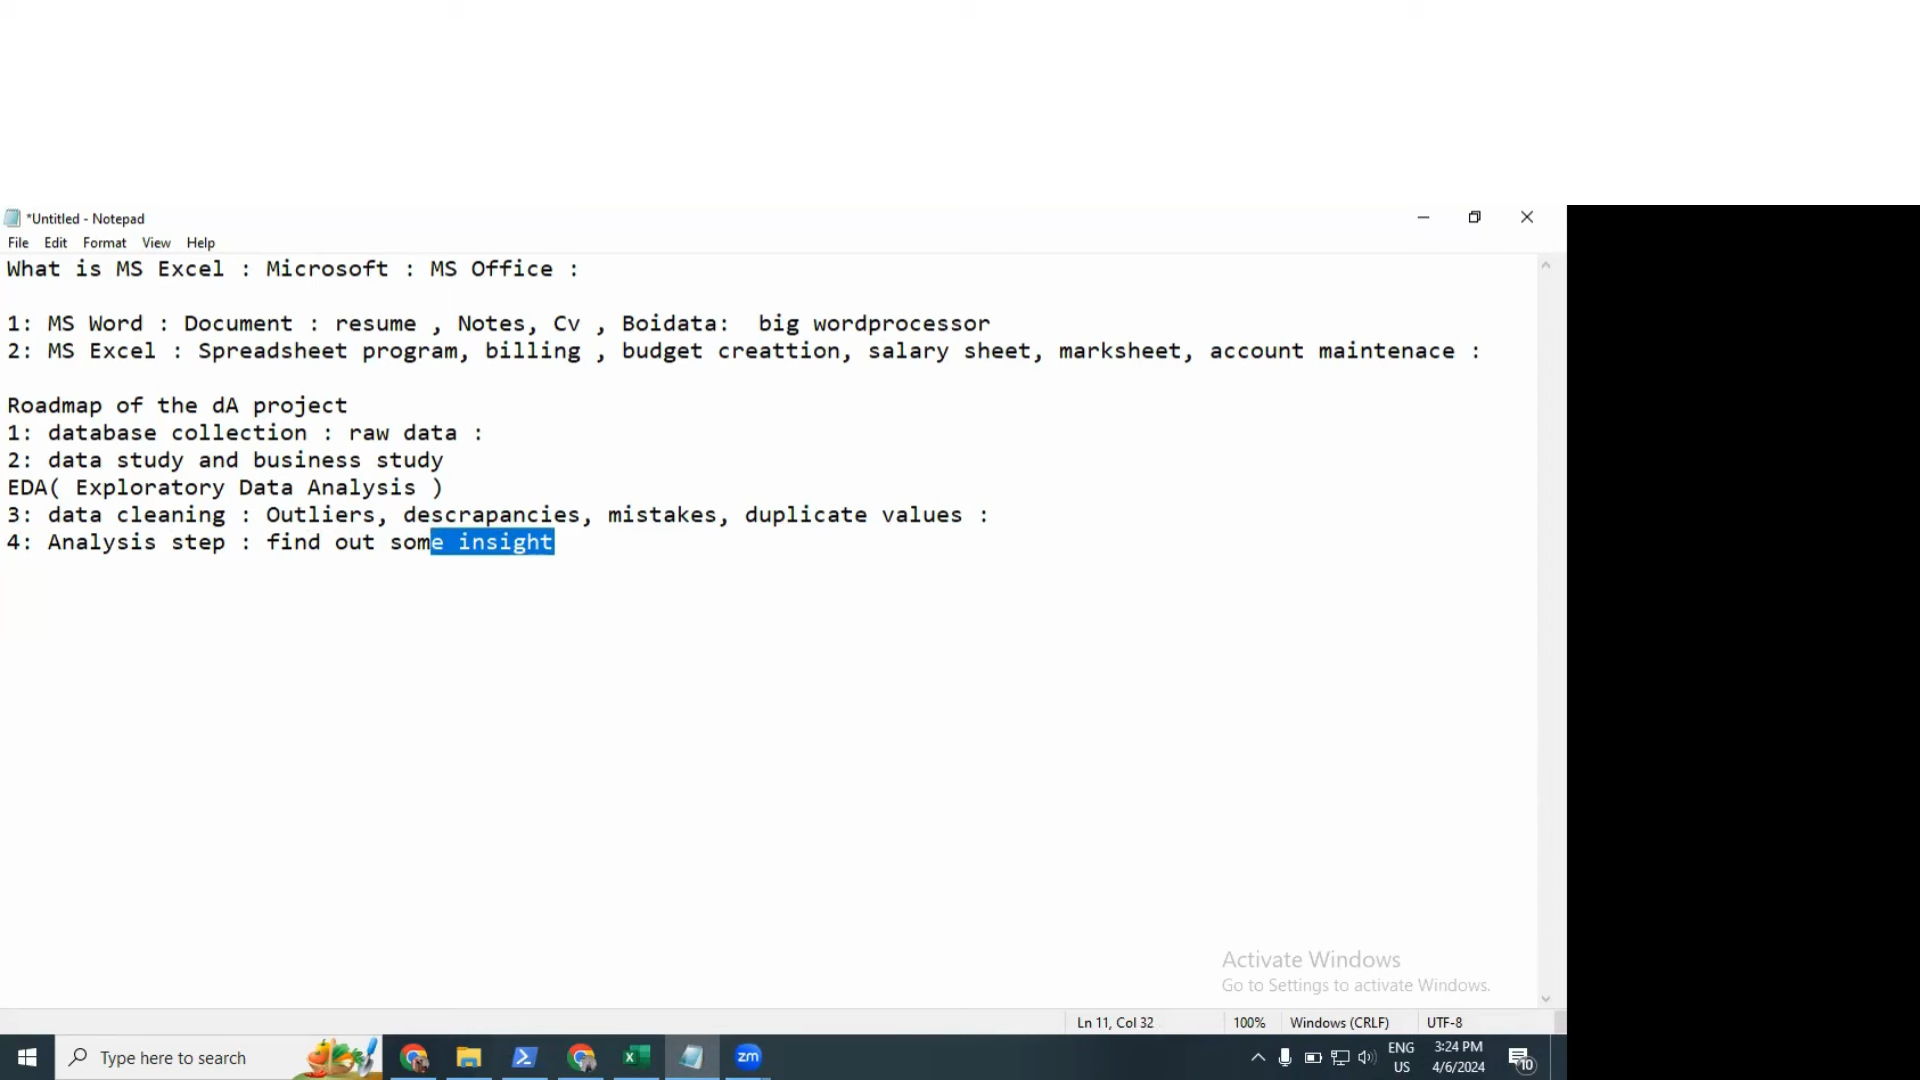 *Untitled - Notepad
File Edit Format View Help
What is MS Excel : Microsoft : MS Office :
1: MS Word : Document : resume , Notes, Cv , Boidata:  big wordprocessor
2: MS Excel : Spreadsheet program, billing , budget creattion, salary sheet, marksheet, account maintenace :
Roadmap of the dA project
1: database collection : raw data :
2: data study and business study
EDA( Exploratory Data Analysis )
3: data cleaning : Outliers, descrapancies, mistakes, duplicate values :
4: Analysis step : find out some insight
Activate Windows
Go to Settings to activate Windows.
Ln 11, Col 32 100% Windows (CRLF) UTF-8
Type here to search
zm
ENG
US
3:24 PM
4/6/2024
10